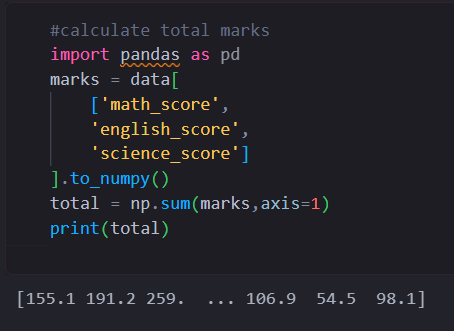 #calculate total marks
import pandas as pd
marks = data[
    ['math_score',
    'english_score',
    'science_score']
].to_numpy()
total = np.sum(marks,axis=1)
print(total)
[155.1 191.2 259.  ... 106.9  54.5  98.1]